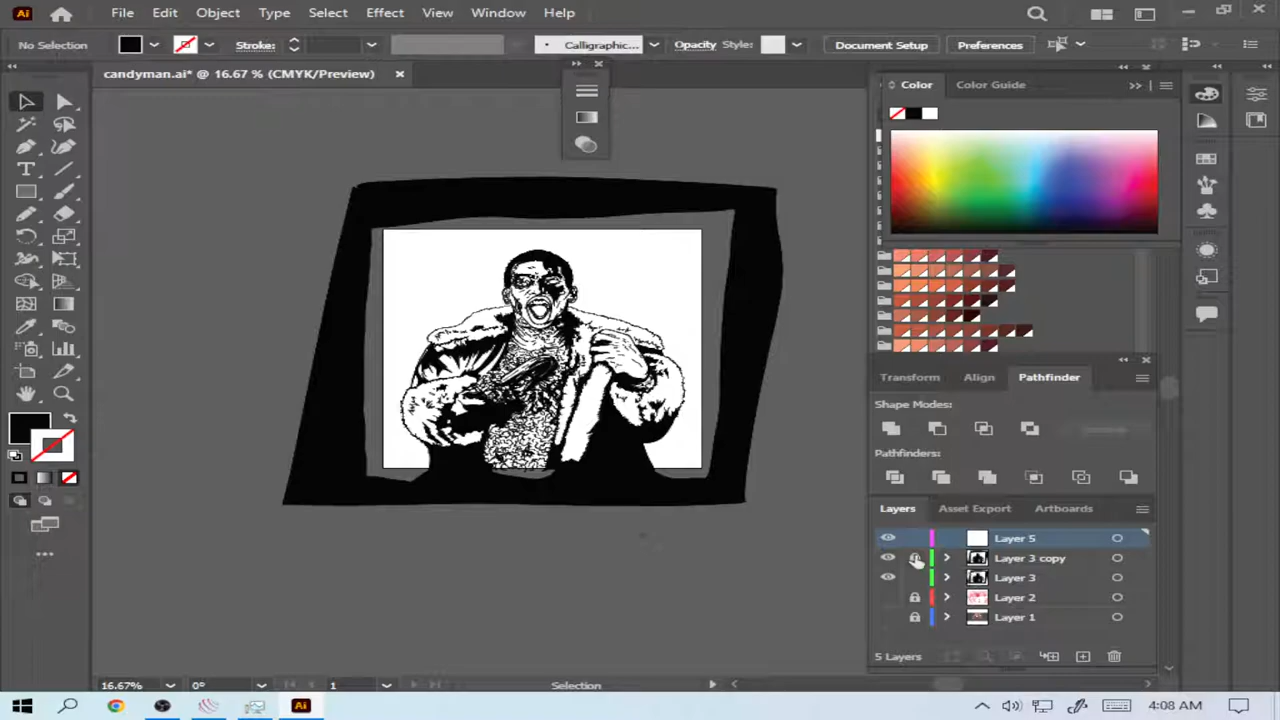 Ai File Edit Object Type Select Effect View Window Help
No Selection Stroke: Calligraphic... Opacity Style: Document Setup Preferences
candyman.ai* @ 16.67 % (CMYK/Preview)
Color Color Guide
Transform Align Pathfinder
Shape Modes:
Pathfinders:
Layers Asset Export Artboards
Layer 5
Layer 3 copy
Layer 3
Layer 2
Layer 1
5 Layers
16.67% 0° 1 Selection
Ai 4:08 AM